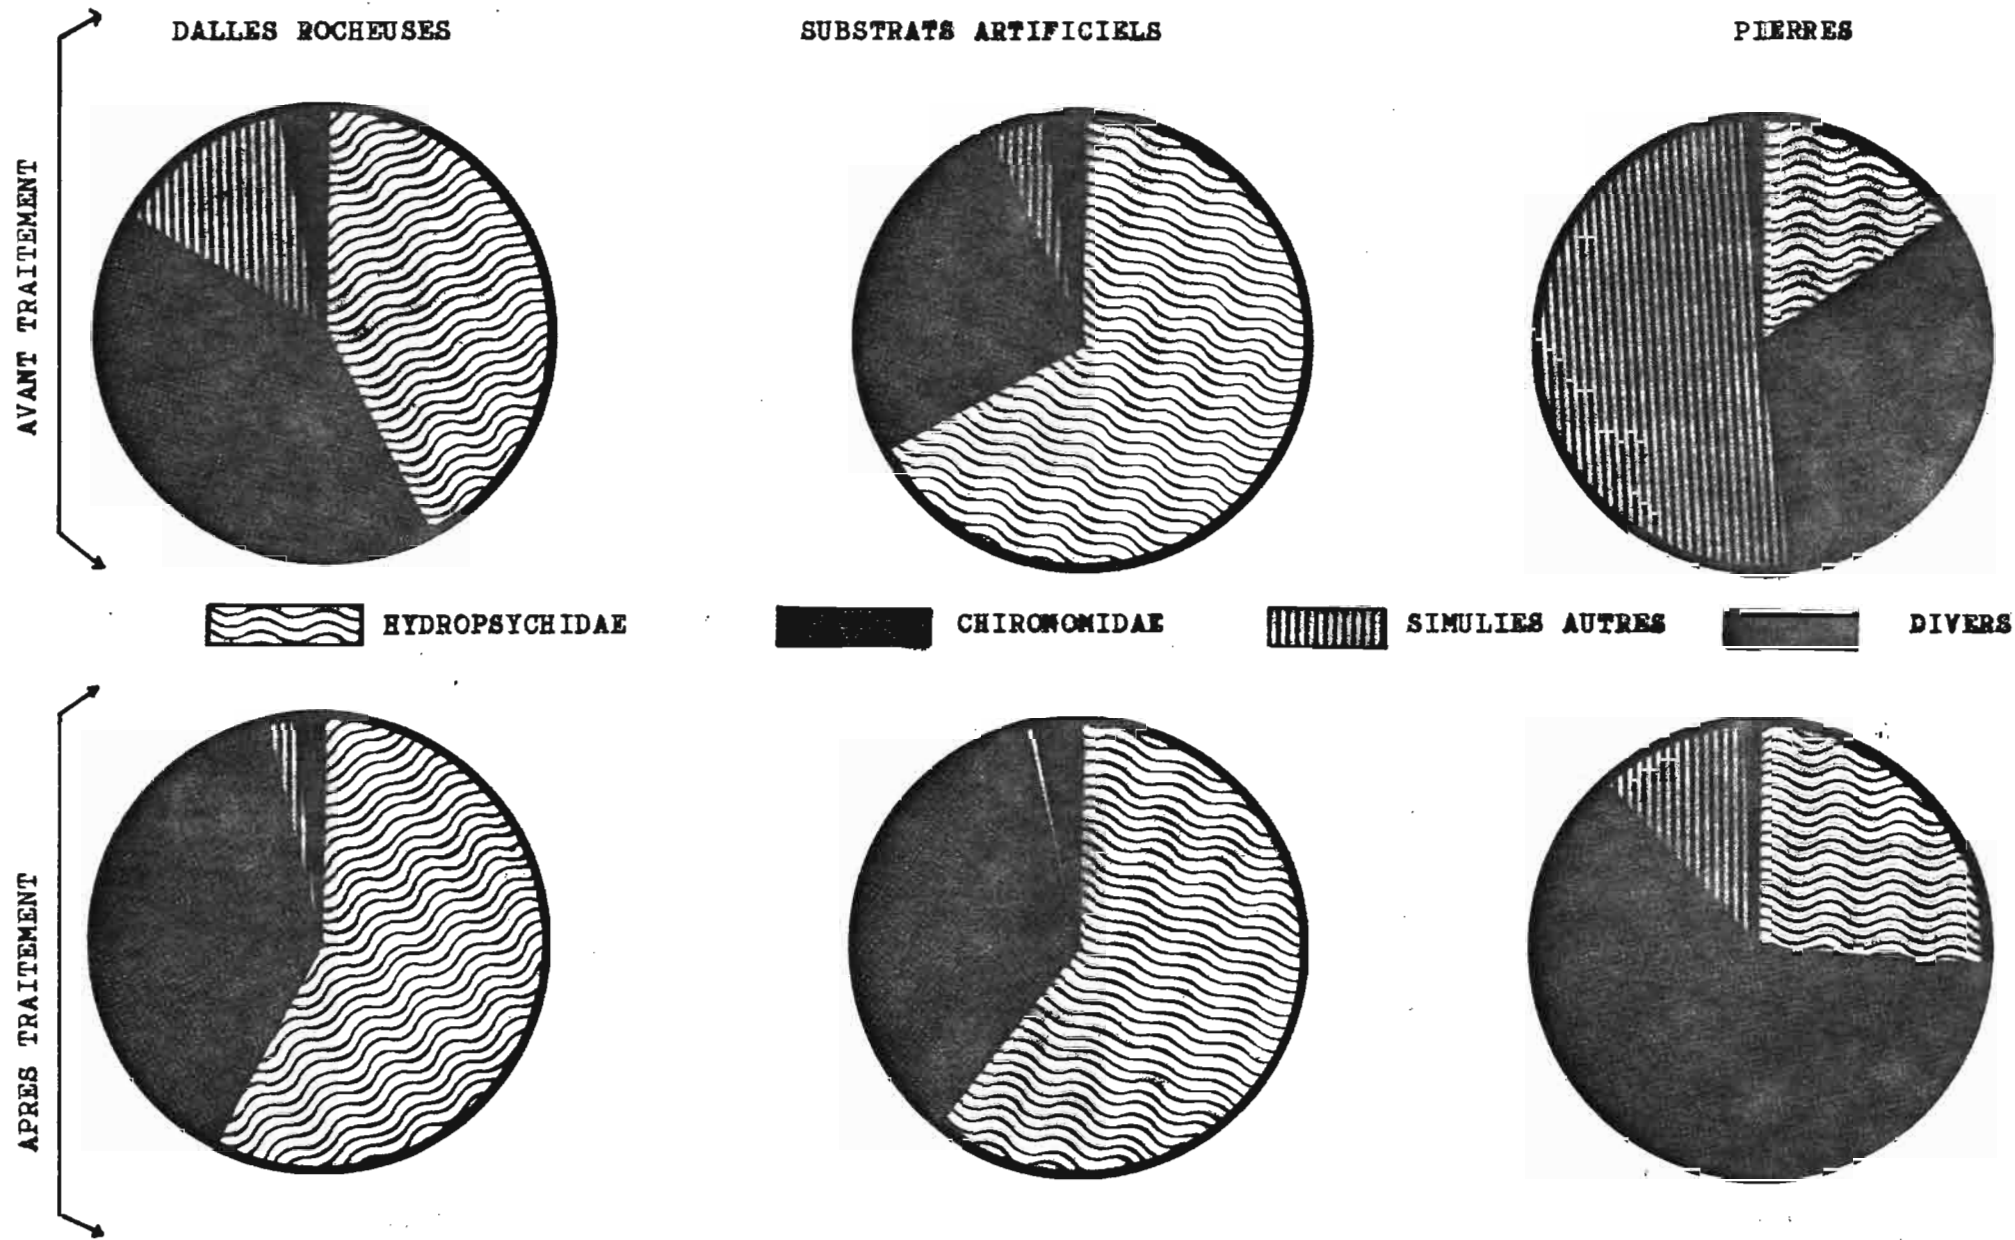 DALLES ROCHEUSES
SUBSTRATS ARTIFICIELS
PIERRES
AVANT TRAITEMENT
HYDROPSYCHIDAE
CHIRONOMIDAE
SIMULIES AUTRES
DIVERS
APRES TRAITEMENT